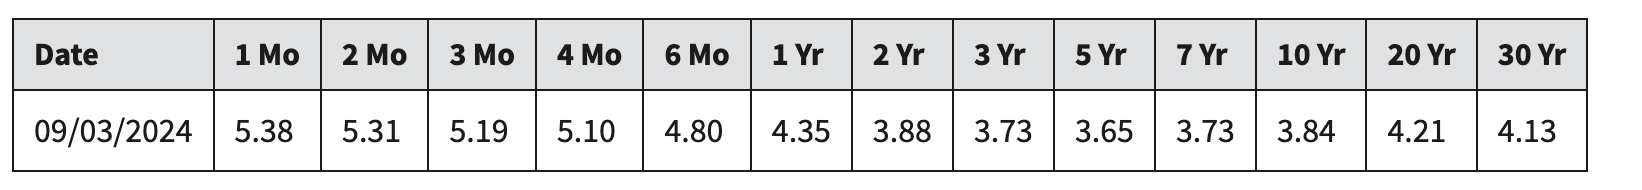 Date 1 Mo 2 Mo 3 Mo 4 Mo 6 Mo 1 Yr 2 Yr 3 Yr 5 Yr 7 Yr 10 Yr 20 Yr 30 Yr
09/03/2024 5.38 5.31 5.19 5.10 4.80 4.35 3.88 3.73 3.65 3.73 3.84 4.21 4.13